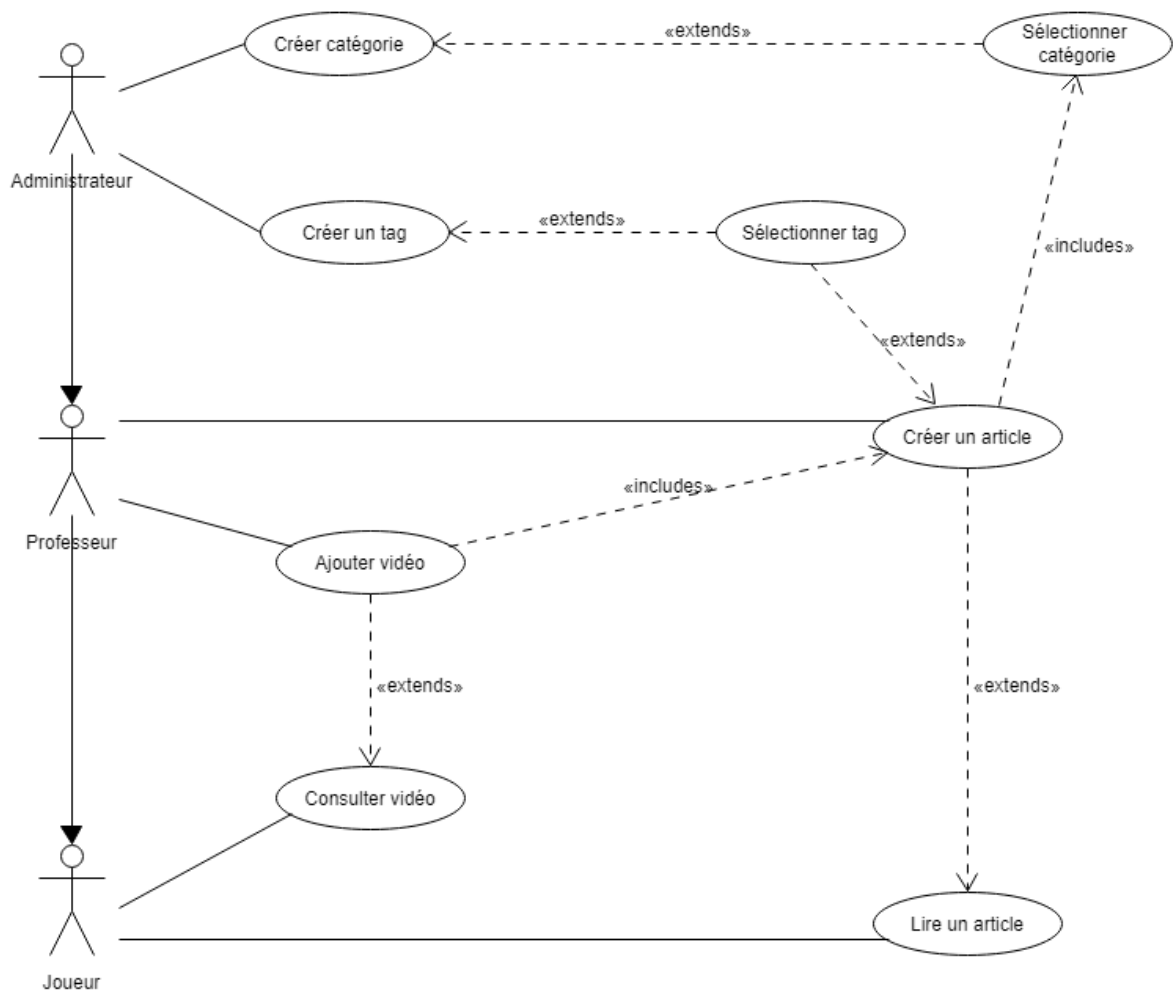 Créer catégorie
«extends»
Sélectionner
catégorie
Administrateur
Créer un tag
«extends»
Sélectionner tag
«includes»
«extends»
Créer un article
«includes»
Professeur
Ajouter vidéo
«extends»
«extends»
Consulter vidéo
Lire un article
Joueur